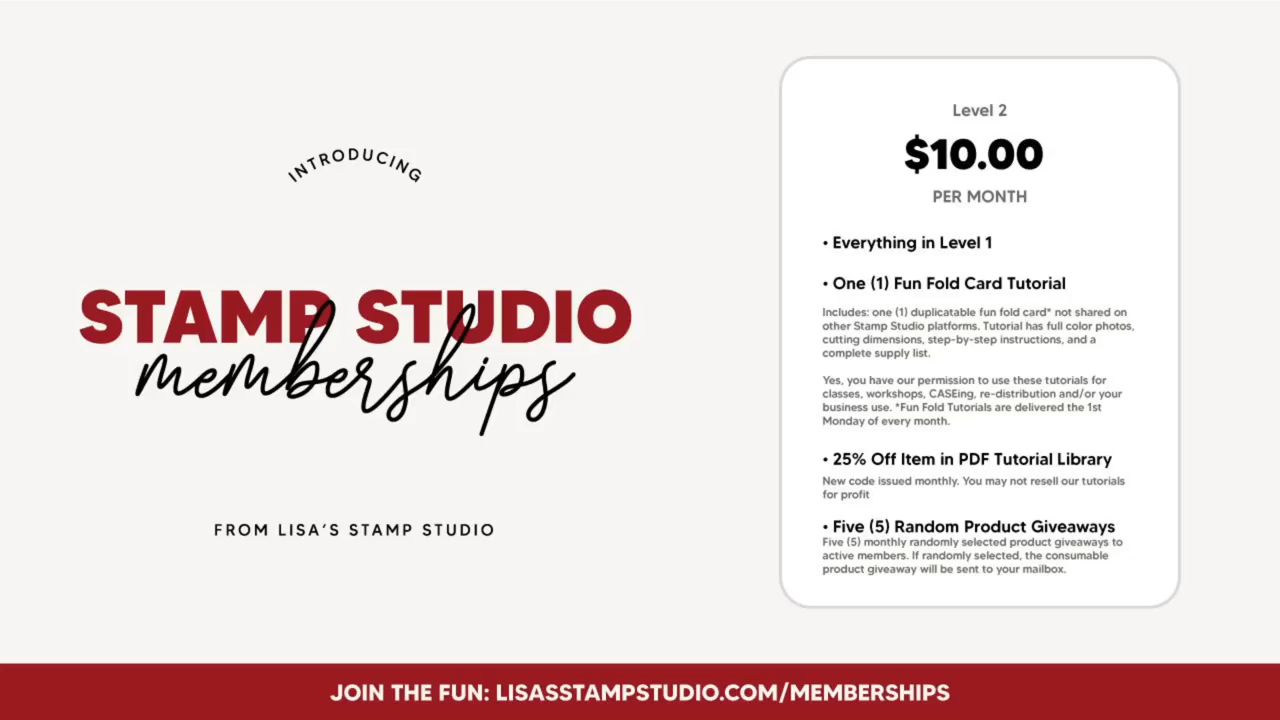 INTRODUCING
STAMP STUDIO
memberships
FROM LISA'S STAMP STUDIO
Level 2
$10.00
PER MONTH
• Everything in Level 1
• One (1) Fun Fold Card Tutorial
Includes: one (1) duplicatable fun fold card* not shared on
other Stamp Studio platforms. Tutorial has full color photos,
cutting dimensions, step-by-step instructions, and a
complete supply list.
Yes, you have our permission to use these tutorials for
classes, workshops, CASEing, re-distribution and/or your
business use. *Fun Fold Tutorials are delivered the 1st
Monday of every month.
• 25% Off Item in PDF Tutorial Library
New code issued monthly. You may not resell our tutorials
for profit
• Five (5) Random Product Giveaways
Five (5) monthly randomly selected product giveaways to
active members. If randomly selected, the consumable
product giveaway will be sent to your mailbox.
JOIN THE FUN: LISASSTAMPSTUDIO.COM/MEMBERSHIPS